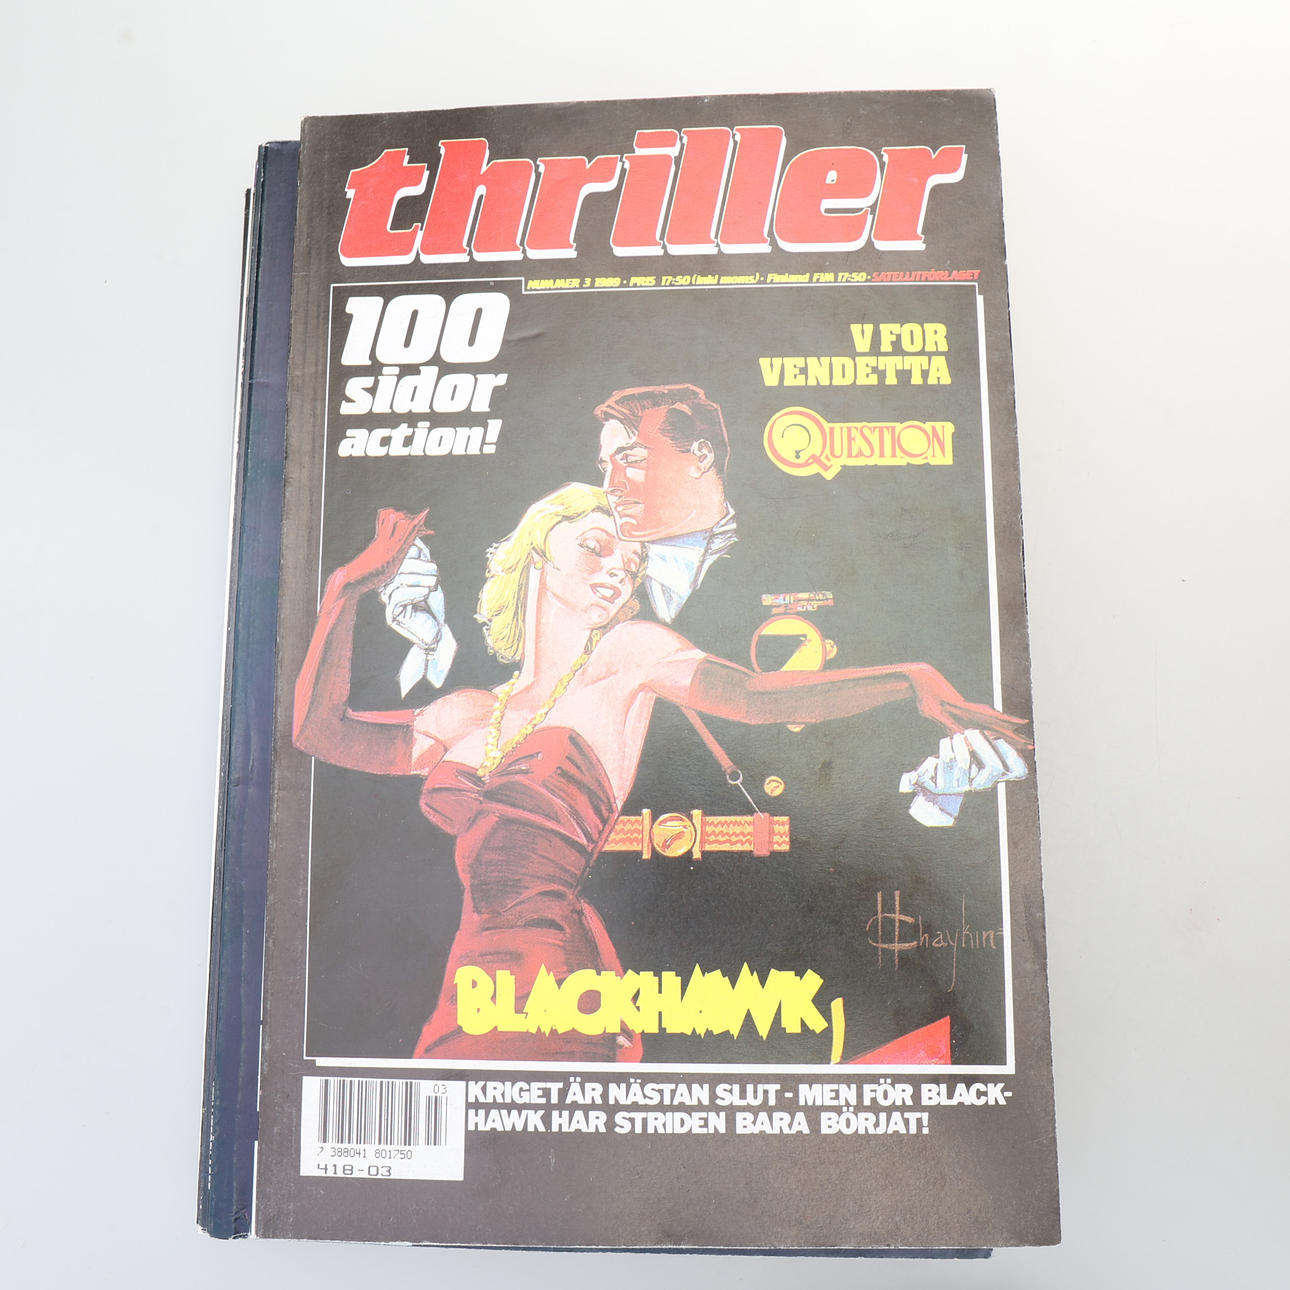 thriller
NUMMER 3 1989 · PRIS 17:50 (inkl moms) · Finland FIM 17:50 · SATELLITFÖRLAGET
100
sidor
action!
V FOR
VENDETTA
QUESTION
HChaykin
BLACKHAWK,
KRIGET ÄR NÄSTAN SLUT - MEN FÖR BLACK-
HAWK HAR STRIDEN BARA BÖRJAT!
03
7 388041 801750
418-03